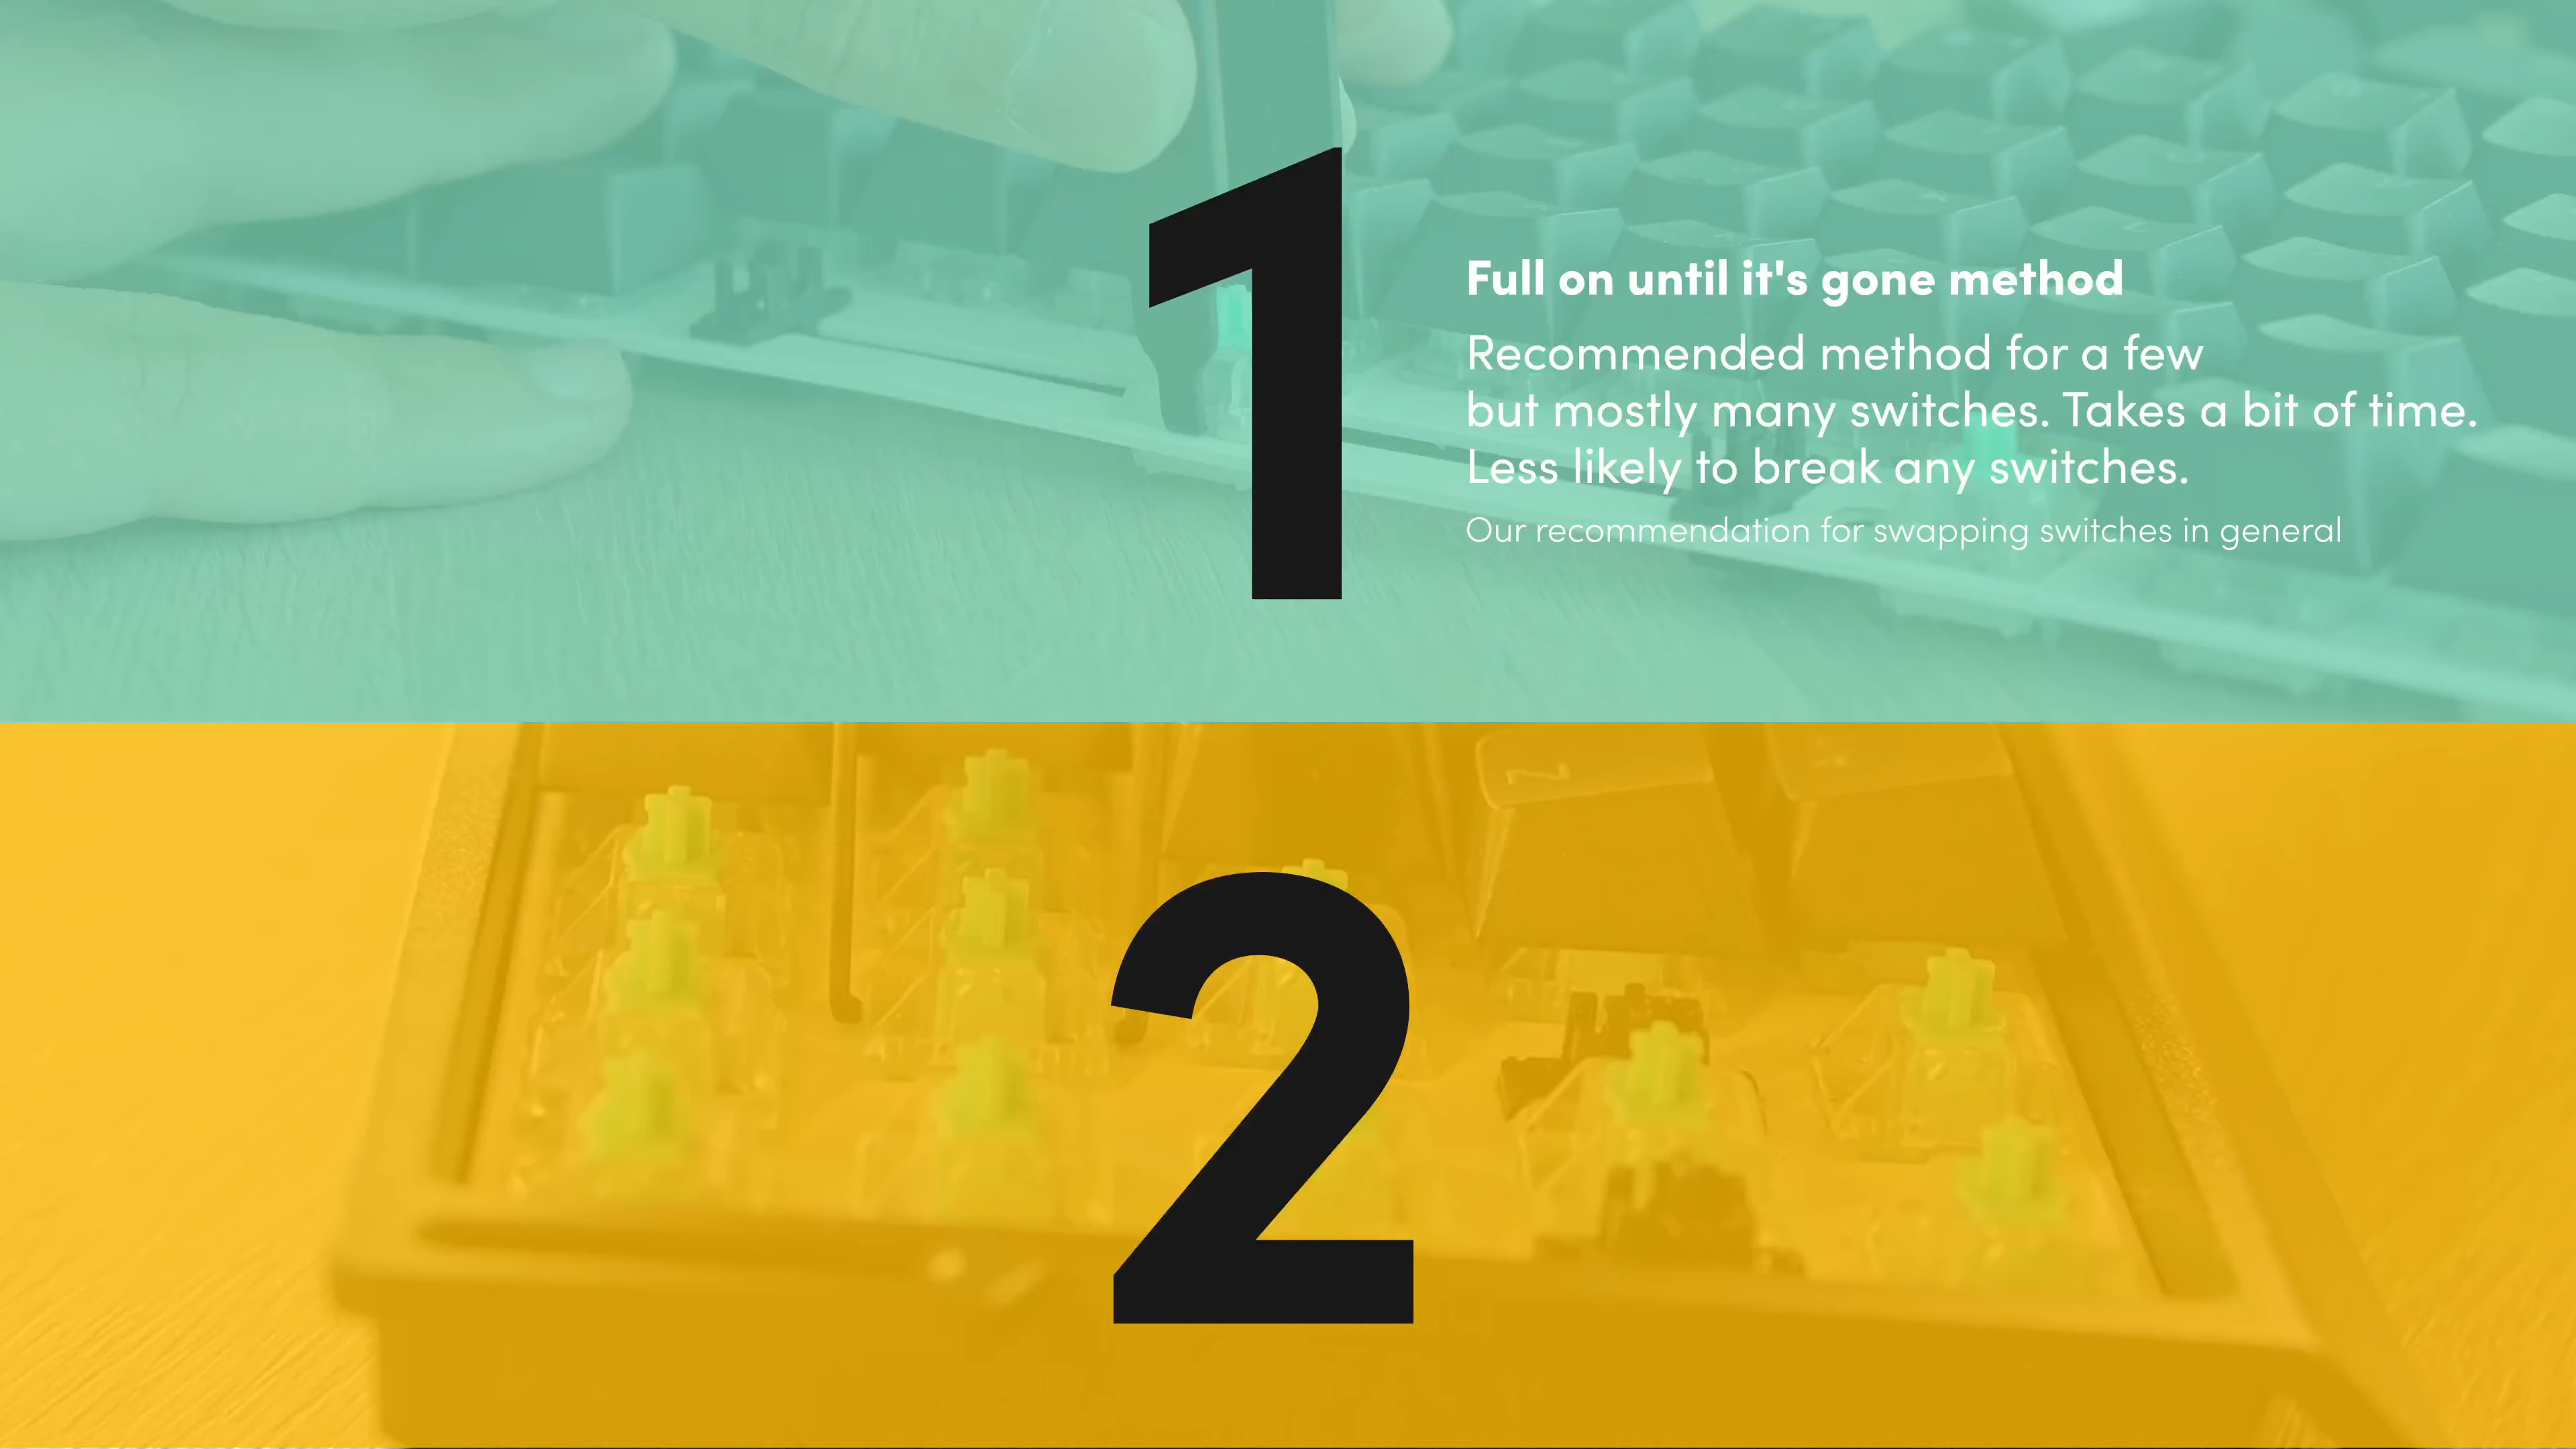 1
Full on until it's gone method
Recommended method for a few
but mostly many switches. Takes a bit of time.
Less likely to break any switches.
Our recommendation for swapping switches in general
2